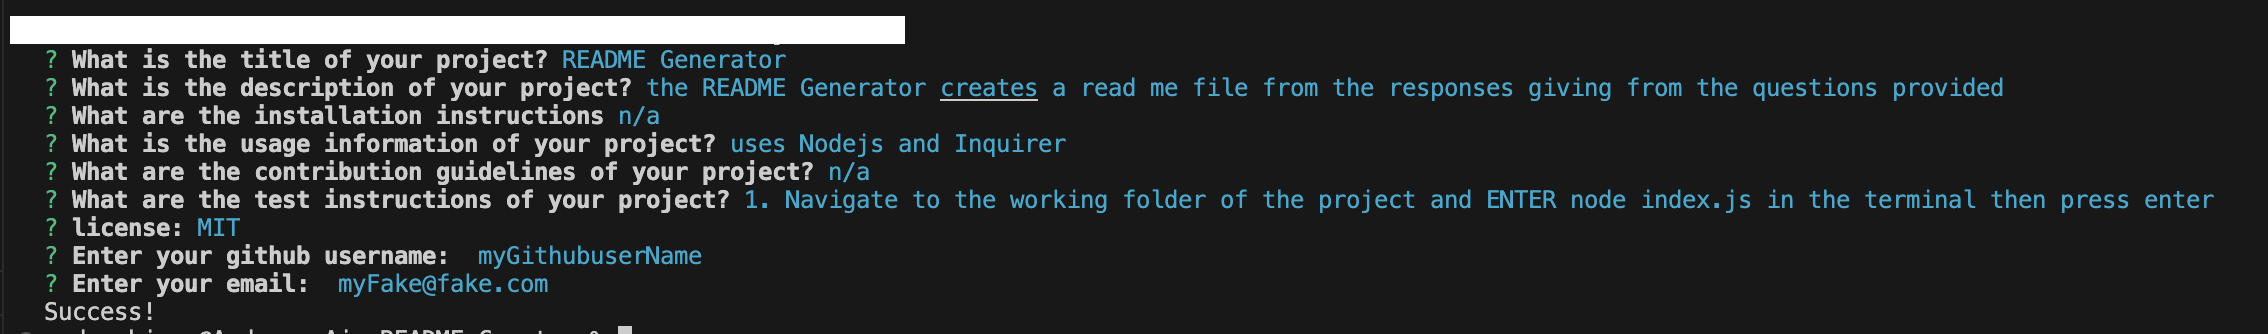 ? What is the title of your project? README Generator
? What is the description of your project? the README Generator creates a read me file from the responses giving from the questions provided
? What are the installation instructions n/a
? What is the usage information of your project? uses Nodejs and Inquirer
? What are the contribution guidelines of your project? n/a
? What are the test instructions of your project? 1. Navigate to the working folder of the project and ENTER node index.js in the terminal then press enter
? license: MIT
? Enter your github username:  myGithubuserName
? Enter your email:  myFake@fake.com
Success!